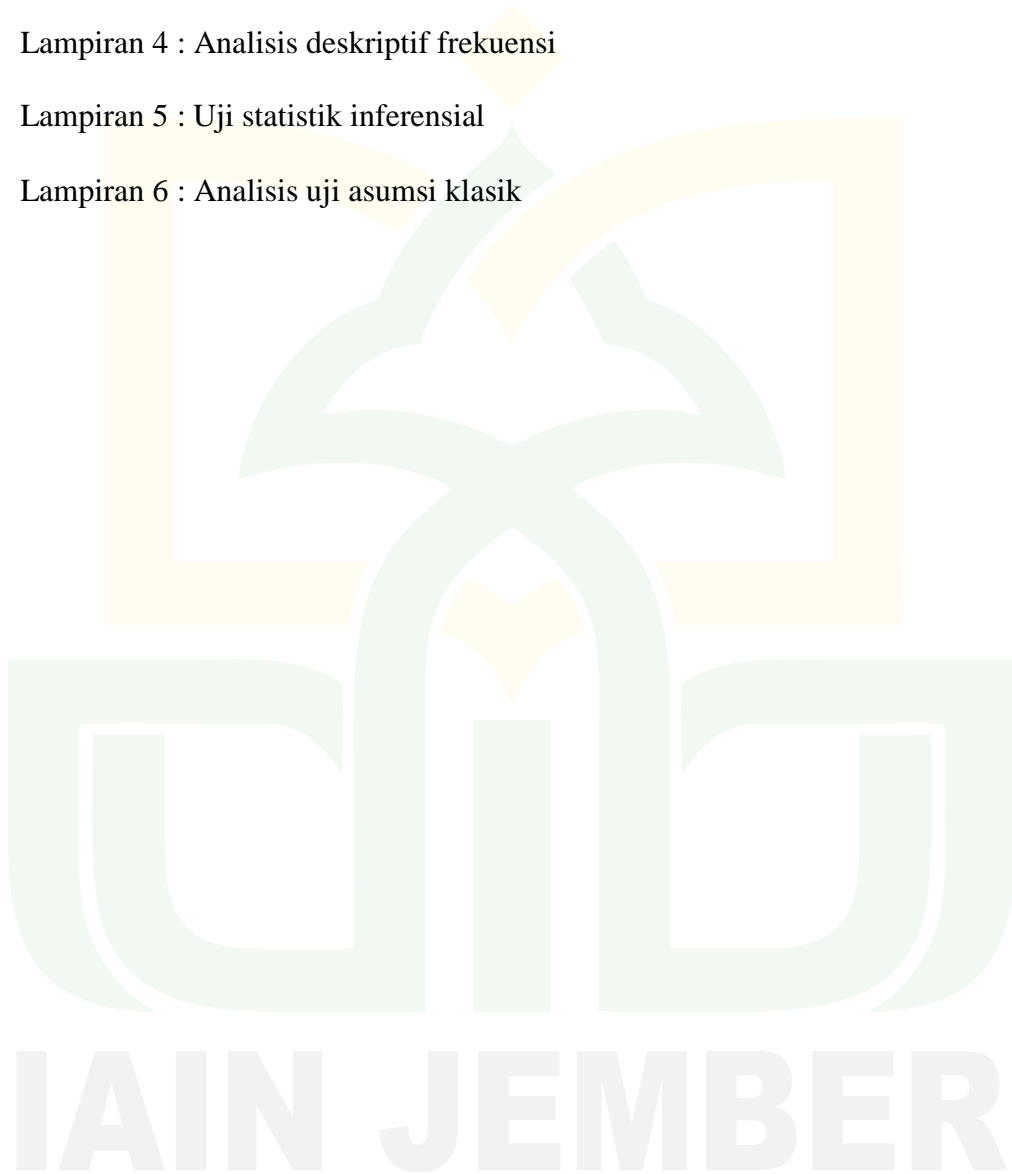 Lampiran 4 : Analisis deskriptif frekuensi
Lampiran 5 : Uji statistik inferensial
Lampiran 6 : Analisis uji asumsi klasik
IAIN JEMBER